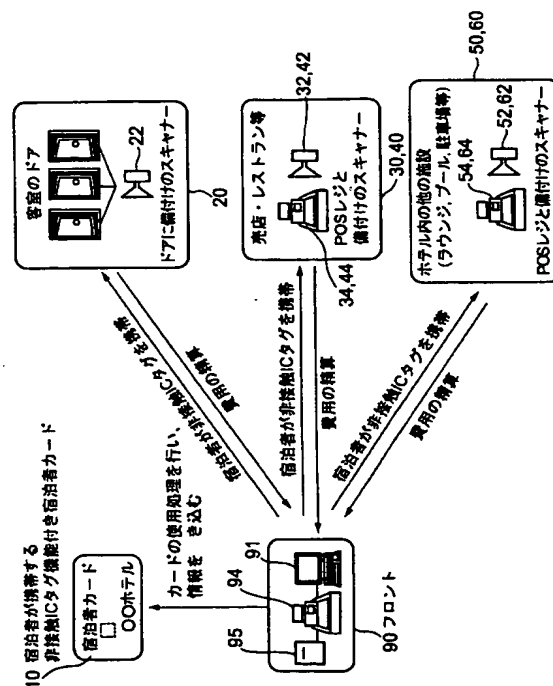 10 宿泊者が携帯する
非接触ICタグ機能付き宿泊者カード
宿泊者カード
〇〇ホテル
カードの使用処理を行い、
情報を き込む
95
94
91
90 フロント
宿泊者が非接触ICタグを携帯
費用の精算
宿泊者が非接触ICタグを携帯
費用の精算
宿泊者が非接触ICタグを携帯
費用の精算
客室のドア
22
ドアに備付けのスキャナー
20
売店・レストラン等
32,42
34,44
POSレジと
備付けのスキャナー
30,40
50,60
ホテル内の他の施設
(ラウンジ、プール、駐車場等)
54,64
52,62
POSレジと備付けのスキャナー